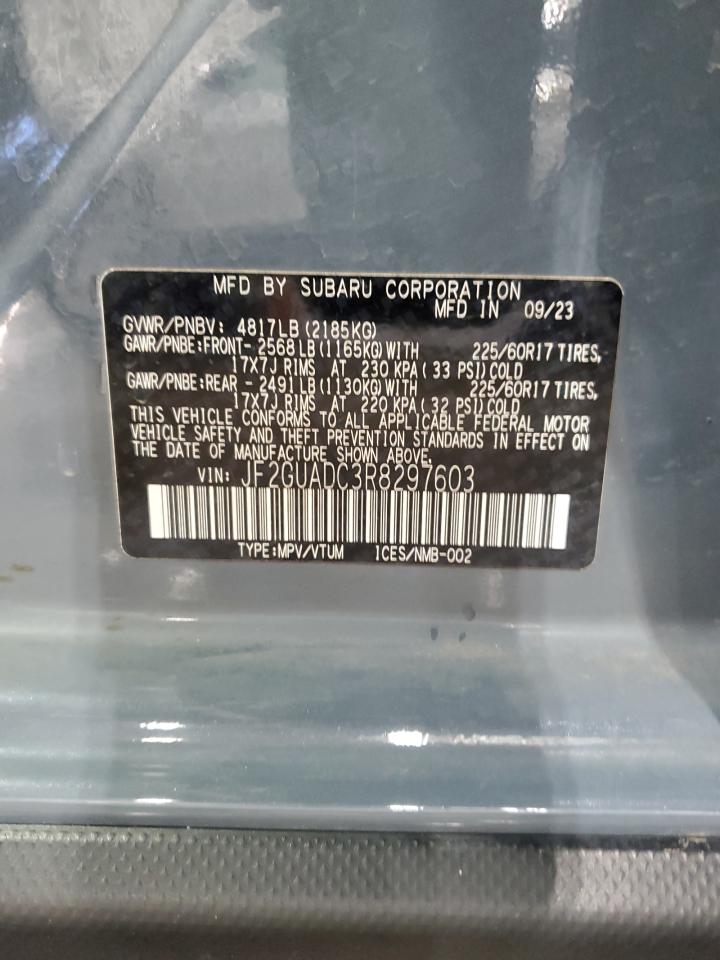 MFD BY SUBARU CORPORATION
MFD IN 09/23
GVWR/PNBV: 4817LB (2185KG)
GAWR/PNBE:FRONT- 2568LB (1165KG)WITH 225/60R17 TIRES,
17X7J RIMS AT 230 KPA ( 33 PSI)COLD
GAWR/PNBE:REAR - 2491LB (1130KG)WITH 225/60R17 TIRES,
17X7J RIMS AT 220 KPA ( 32 PSI)COLD
THIS VEHICLE CONFORMS TO ALL APPLICABLE FEDERAL MOTOR
VEHICLE SAFETY AND THEFT PREVENTION STANDARDS IN EFFECT ON
THE DATE OF MANUFACTURE SHOWN ABOVE.
VIN: JF2GUADC3R8297603
TYPE:MPV/VTUM ICES/NMB-002